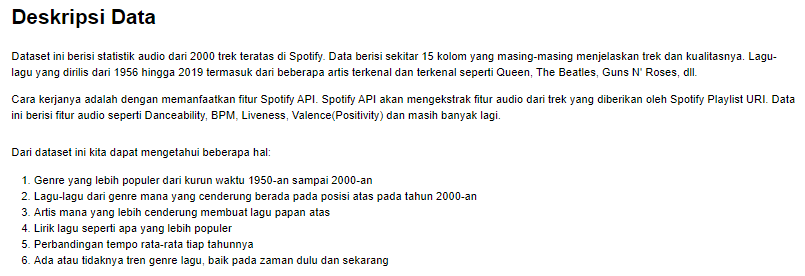 Deskripsi Data
Dataset ini berisi statistik audio dari 2000 trek teratas di Spotify. Data berisi sekitar 15 kolom yang masing-masing menjelaskan trek dan kualitasnya. Lagu-
lagu yang dirilis dari 1956 hingga 2019 termasuk dari beberapa artis terkenal dan terkenal seperti Queen, The Beatles, Guns N' Roses, dll.
Cara kerjanya adalah dengan memanfaatkan fitur Spotify API. Spotify API akan mengekstrak fitur audio dari trek yang diberikan oleh Spotify Playlist URI. Data
ini berisi fitur audio seperti Danceability, BPM, Liveness, Valence(Positivity) dan masih banyak lagi.
Dari dataset ini kita dapat mengetahui beberapa hal:
1. Genre yang lebih populer dari kurun waktu 1950-an sampai 2000-an
2. Lagu-lagu dari genre mana yang cenderung berada pada posisi atas pada tahun 2000-an
3. Artis mana yang lebih cenderung membuat lagu papan atas
4. Lirik lagu seperti apa yang lebih populer
5. Perbandingan tempo rata-rata tiap tahunnya
6. Ada atau tidaknya tren genre lagu, baik pada zaman dulu dan sekarang